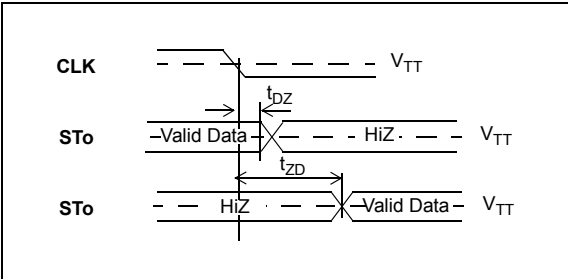 CLK
V_TT
t_DZ
STo
Valid Data
HiZ
V_TT
t_ZD
STo
HiZ
Valid Data
V_TT